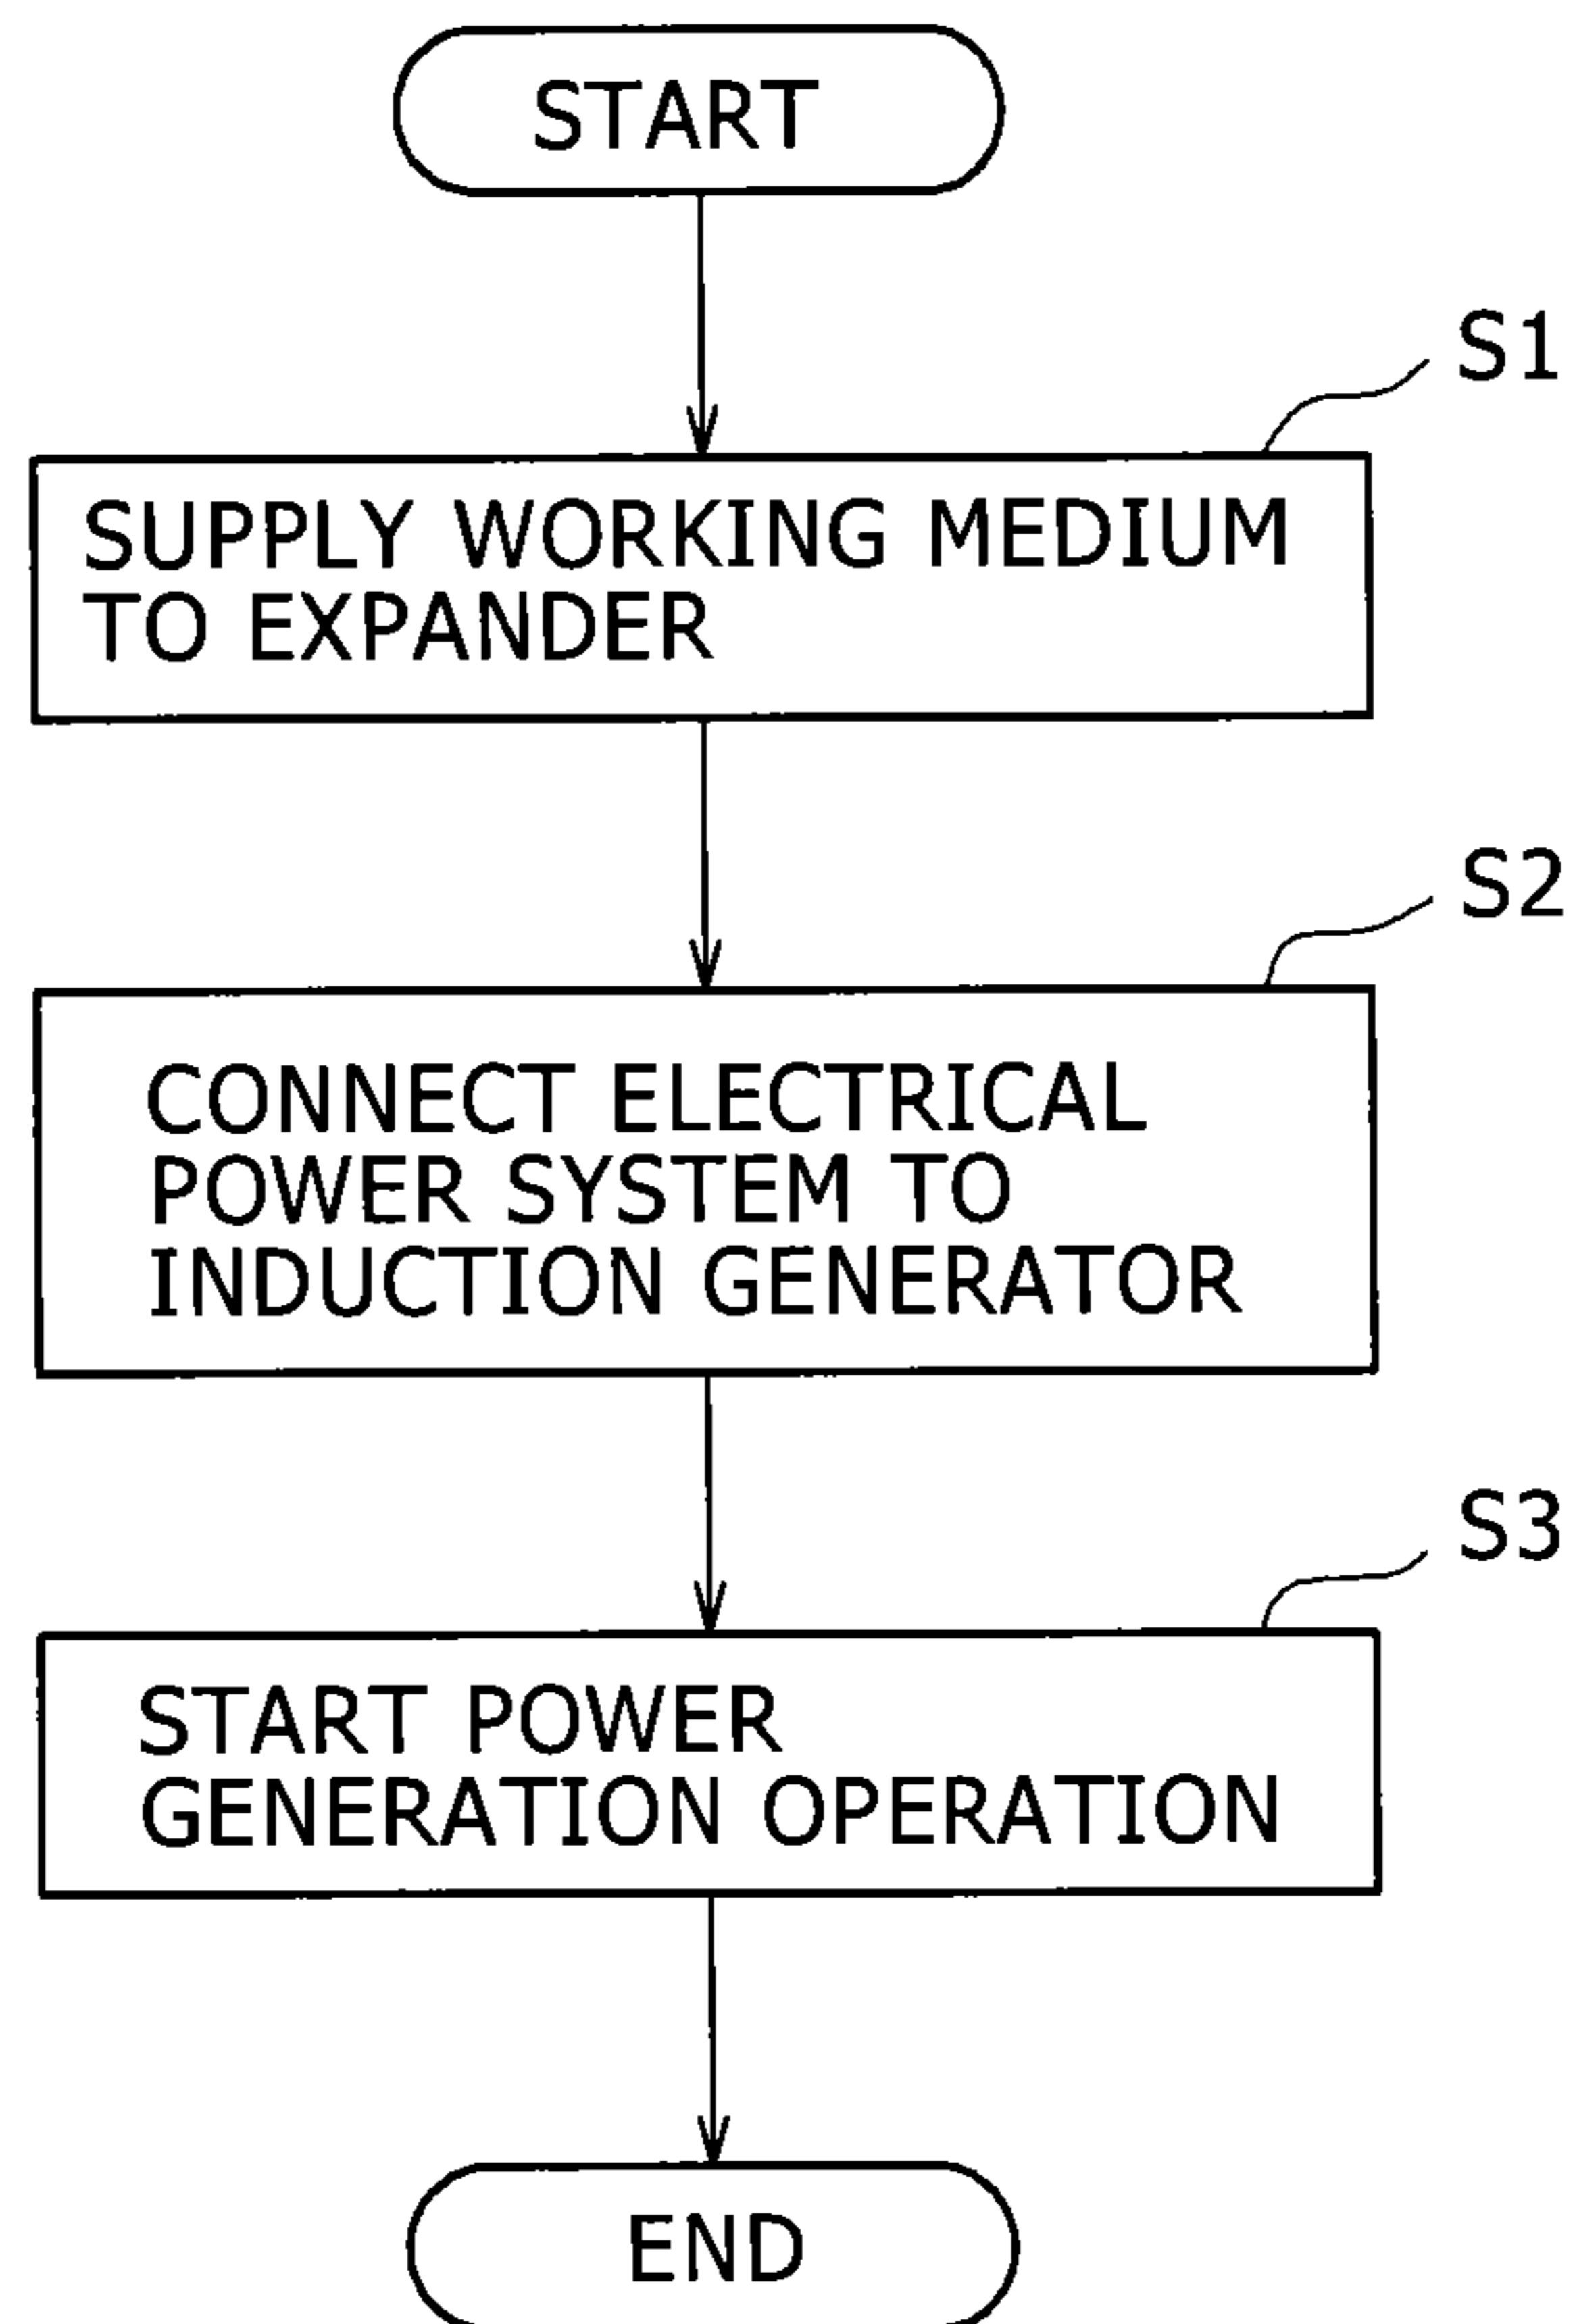 START
S1
SUPPLY WORKING MEDIUM
TO EXPANDER
S2
CONNECT ELECTRICAL
POWER SYSTEM TO
INDUCTION GENERATOR
S3
START POWER
GENERATION OPERATION
END